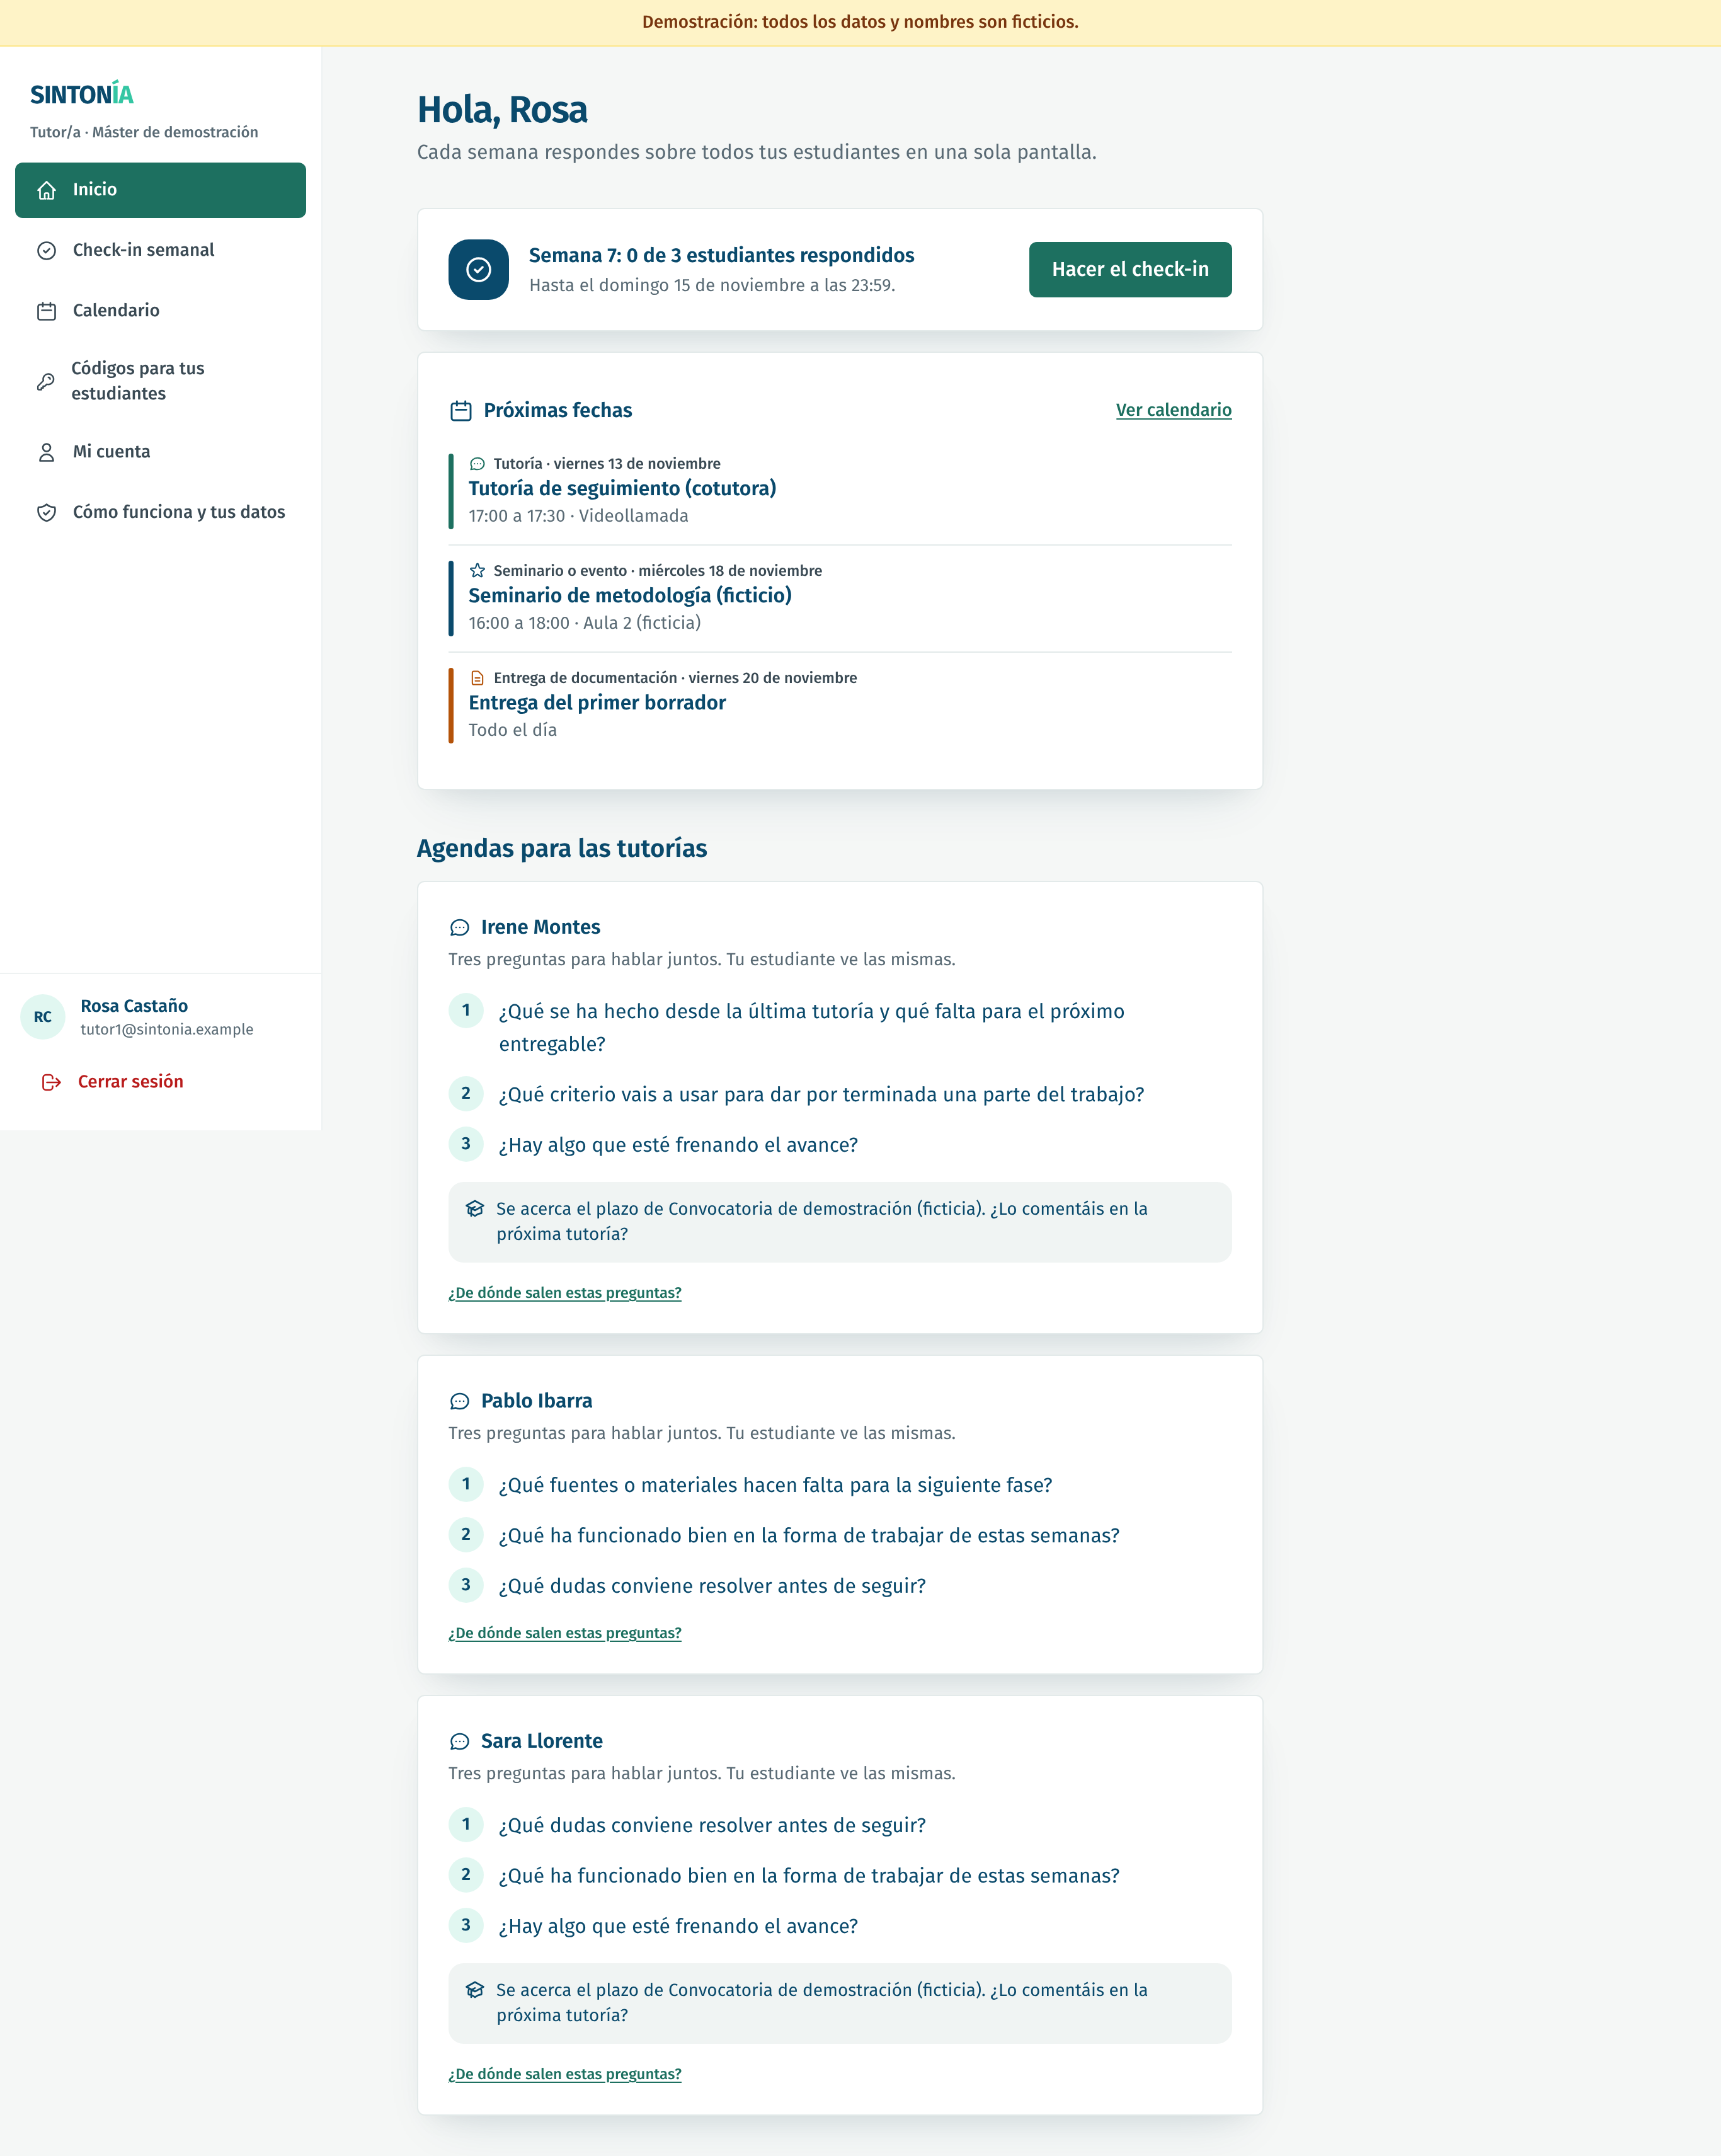 Demostración: todos los datos y nombres son ficticios.
SINTONÍA
Tutor/a · Máster de demostración
Inicio
Check-in semanal
Calendario
Códigos para tus
estudiantes
Mi cuenta
Cómo funciona y tus datos
RC
Rosa Castaño
tutor1@sintonia.example
Cerrar sesión
Hola, Rosa
Cada semana respondes sobre todos tus estudiantes en una sola pantalla.
Semana 7: 0 de 3 estudiantes respondidos
Hasta el domingo 15 de noviembre a las 23:59.
Hacer el check-in
Próximas fechas
Ver calendario
Tutoría · viernes 13 de noviembre
Tutoría de seguimiento (cotutora)
17:00 a 17:30 · Videollamada
Seminario o evento · miércoles 18 de noviembre
Seminario de metodología (ficticio)
16:00 a 18:00 · Aula 2 (ficticia)
Entrega de documentación · viernes 20 de noviembre
Entrega del primer borrador
Todo el día
Agendas para las tutorías
Irene Montes
Tres preguntas para hablar juntos. Tu estudiante ve las mismas.
1 ¿Qué se ha hecho desde la última tutoría y qué falta para el próximo
entregable?
2 ¿Qué criterio vais a usar para dar por terminada una parte del trabajo?
3 ¿Hay algo que esté frenando el avance?
Se acerca el plazo de Convocatoria de demostración (ficticia). ¿Lo comentáis en la
próxima tutoría?
¿De dónde salen estas preguntas?
Pablo Ibarra
Tres preguntas para hablar juntos. Tu estudiante ve las mismas.
1 ¿Qué fuentes o materiales hacen falta para la siguiente fase?
2 ¿Qué ha funcionado bien en la forma de trabajar de estas semanas?
3 ¿Qué dudas conviene resolver antes de seguir?
¿De dónde salen estas preguntas?
Sara Llorente
Tres preguntas para hablar juntos. Tu estudiante ve las mismas.
1 ¿Qué dudas conviene resolver antes de seguir?
2 ¿Qué ha funcionado bien en la forma de trabajar de estas semanas?
3 ¿Hay algo que esté frenando el avance?
Se acerca el plazo de Convocatoria de demostración (ficticia). ¿Lo comentáis en la
próxima tutoría?
¿De dónde salen estas preguntas?